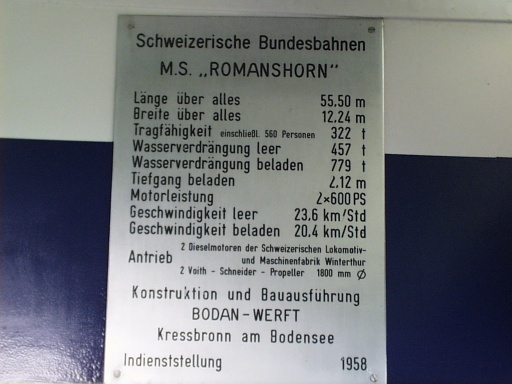 Schweizerische Bundesbahnen
M.S. „ROMANSHORN"
Länge über alles 55.50 m
Breite über alles 12.24 m
Tragfähigkeit einschließl. 560 Personen 322 t
Wasserverdrängung leer 457 t
Wasserverdrängung beladen 779 t
Tiefgang beladen 2.12 m
Motorleistung 2×600 PS
Geschwindigkeit leer 23,6 km/Std
Geschwindigkeit beladen 20,4 km/Std
Antrieb 2 Dieselmotoren der Schweizerischen Lokomotiv-
und Maschinenfabrik Winterthur
2 Voith - Schneider - Propeller 1800 mm Ø
Konstruktion und Bauausführung
BODAN-WERFT
Kressbronn am Bodensee
Indienststellung 1958